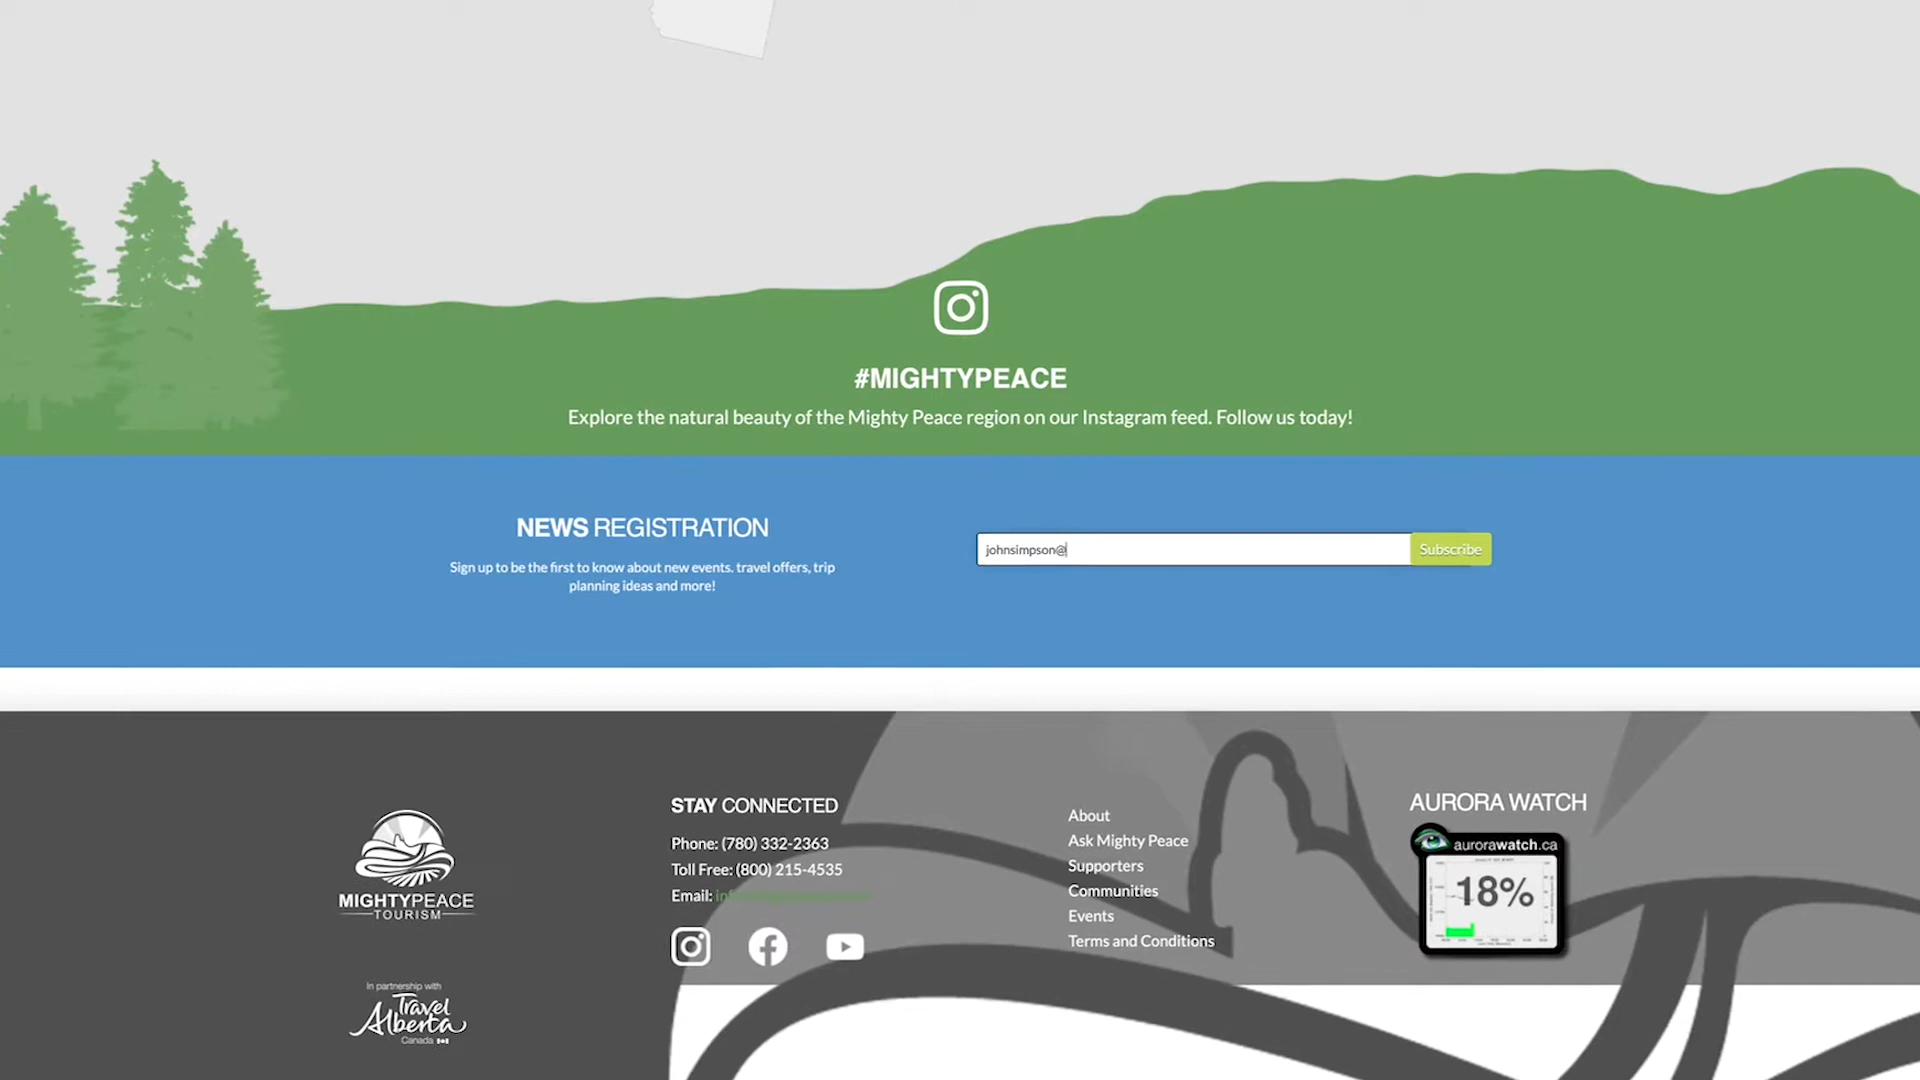 #MIGHTYPEACE
Explore the natural beauty of the Mighty Peace region on our Instagram feed. Follow us today!
NEWS REGISTRATION
Sign up to be the first to know about new events. travel offers, trip
planning ideas and more!
johnsimpson@
Subscribe
MIGHTYPEACE
TOURISM
In partnership with
Travel
Alberta
Canada
STAY CONNECTED
Phone: (780) 332-2363
Toll Free: (800) 215-4535
Email:
About
Ask Mighty Peace
Supporters
Communities
Events
Terms and Conditions
AURORA WATCH
aurorawatch.ca
18%